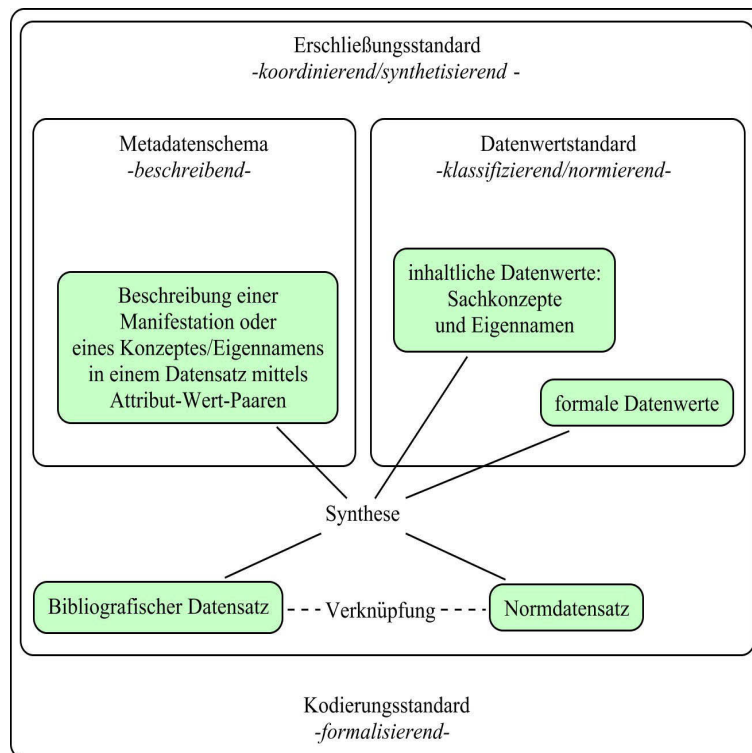 Erschließungsstandard
-koordinierend/synthetisierend -
Metadatenschema
-beschreibend-
Beschreibung einer
Manifestation oder
eines Konzeptes/Eigennamens
in einem Datensatz mittels
Attribut-Wert-Paaren
Datenwertstandard
-klassifizierend/normierend-
inhaltliche Datenwerte:
Sachkonzepte
und Eigennamen
formale Datenwerte
Synthese
Bibliografischer Datensatz
Verknüpfung
Normdatensatz
Kodierungsstandard
-formalisierend-